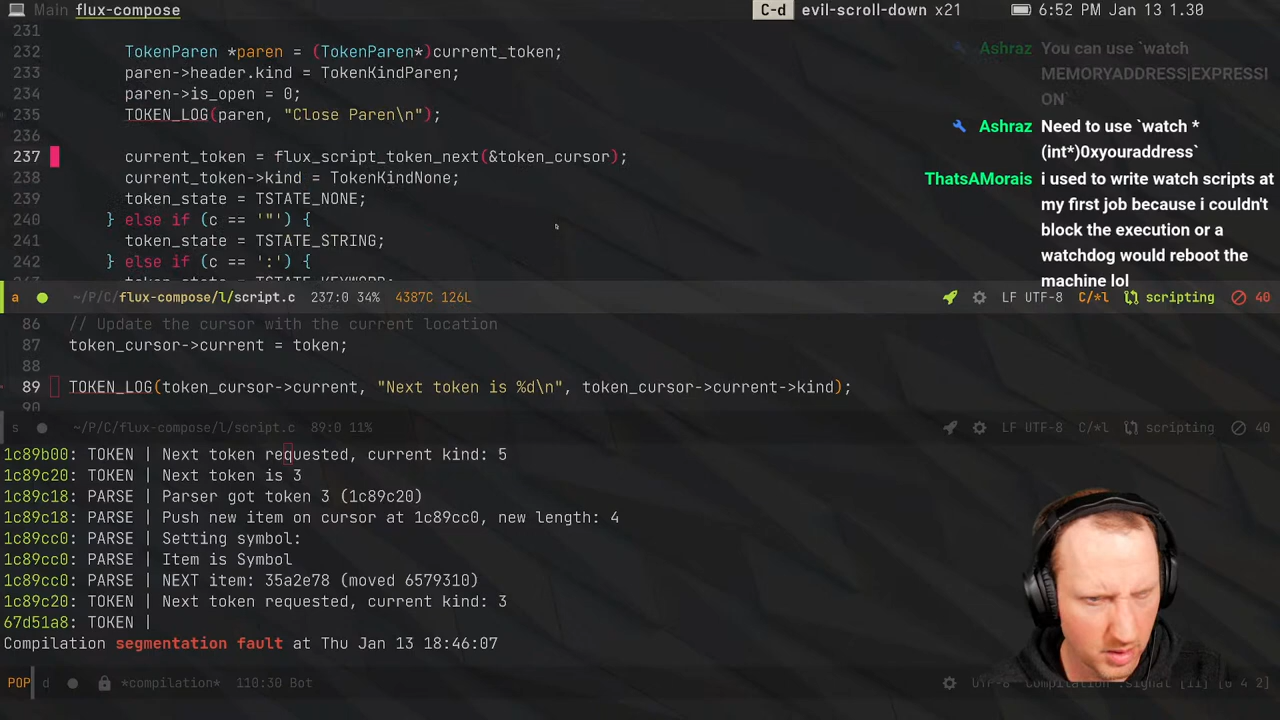 Main flux-compose
C-d evil-scroll-down x21
6:52 PM Jan 13 1.30
231
232 TokenParen *paren = (TokenParen*)current_token;
233 paren->header.kind = TokenKindParen;
234 paren->is_open = 0;
235 TOKEN_LOG(paren, "Close Paren\n");
236
237 current_token = flux_script_token_next(&token_cursor);
238 current_token->kind = TokenKindNone;
239 token_state = TSTATE_NONE;
240 } else if (c == '"') {
241 token_state = TSTATE_STRING;
242 } else if (c == ':') {
Ashraz You can use `watch
MEMORYADDRESS|EXPRESSI
ON`
Ashraz Need to use `watch *
(int*)0xyouraddress`
ThatsAMorais i used to write watch scripts at
my first job because i couldn't
block the execution or a
watchdog would reboot the
machine lol
a ~/P/C/flux-compose/l/script.c 237:0 34% 4387C 126L LF UTF-8 C/*l scripting 40
86 // Update the cursor with the current location
87 token_cursor->current = token;
88
89 TOKEN_LOG(token_cursor->current, "Next token is %d\n", token_cursor->current->kind);
90
s ~/P/C/flux-compose/l/script.c 89:0 11% LF UTF-8 C/*l scripting 40
1c89b00: TOKEN | Next token requested, current kind: 5
1c89c20: TOKEN | Next token is 3
1c89c18: PARSE | Parser got token 3 (1c89c20)
1c89c18: PARSE | Push new item on cursor at 1c89cc0, new length: 4
1c89cc0: PARSE | Setting symbol:
1c89cc0: PARSE | Item is Symbol
1c89cc0: PARSE | NEXT item: 35a2e78 (moved 6579310)
1c89c20: TOKEN | Next token requested, current kind: 3
67d51a8: TOKEN |
Compilation segmentation fault at Thu Jan 13 18:46:07
POP d *compilation* 110:30 Bot UTF-8